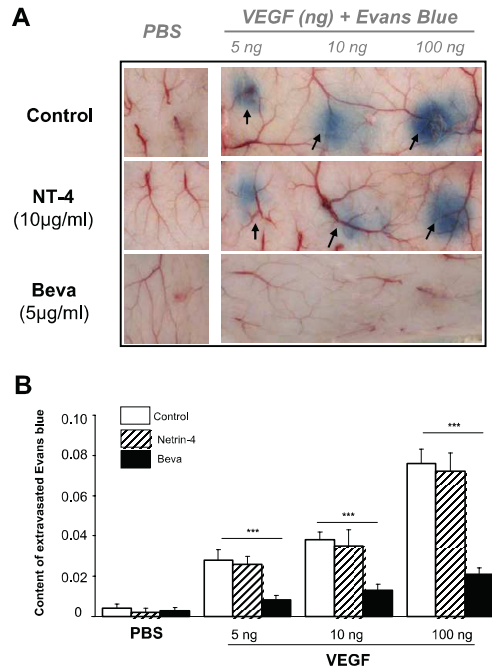 A
PBS
VEGF (ng) + Evans Blue
5 ng 10 ng 100 ng
Control
NT-4
(10µg/ml)
Beva
(5µg/ml)
B
Content of extravasated Evans blue
0.10
0.08
0.06
0.04
0.02
0
Control
Netrin-4
Beva
***
***
***
PBS
5 ng 10 ng 100 ng
VEGF